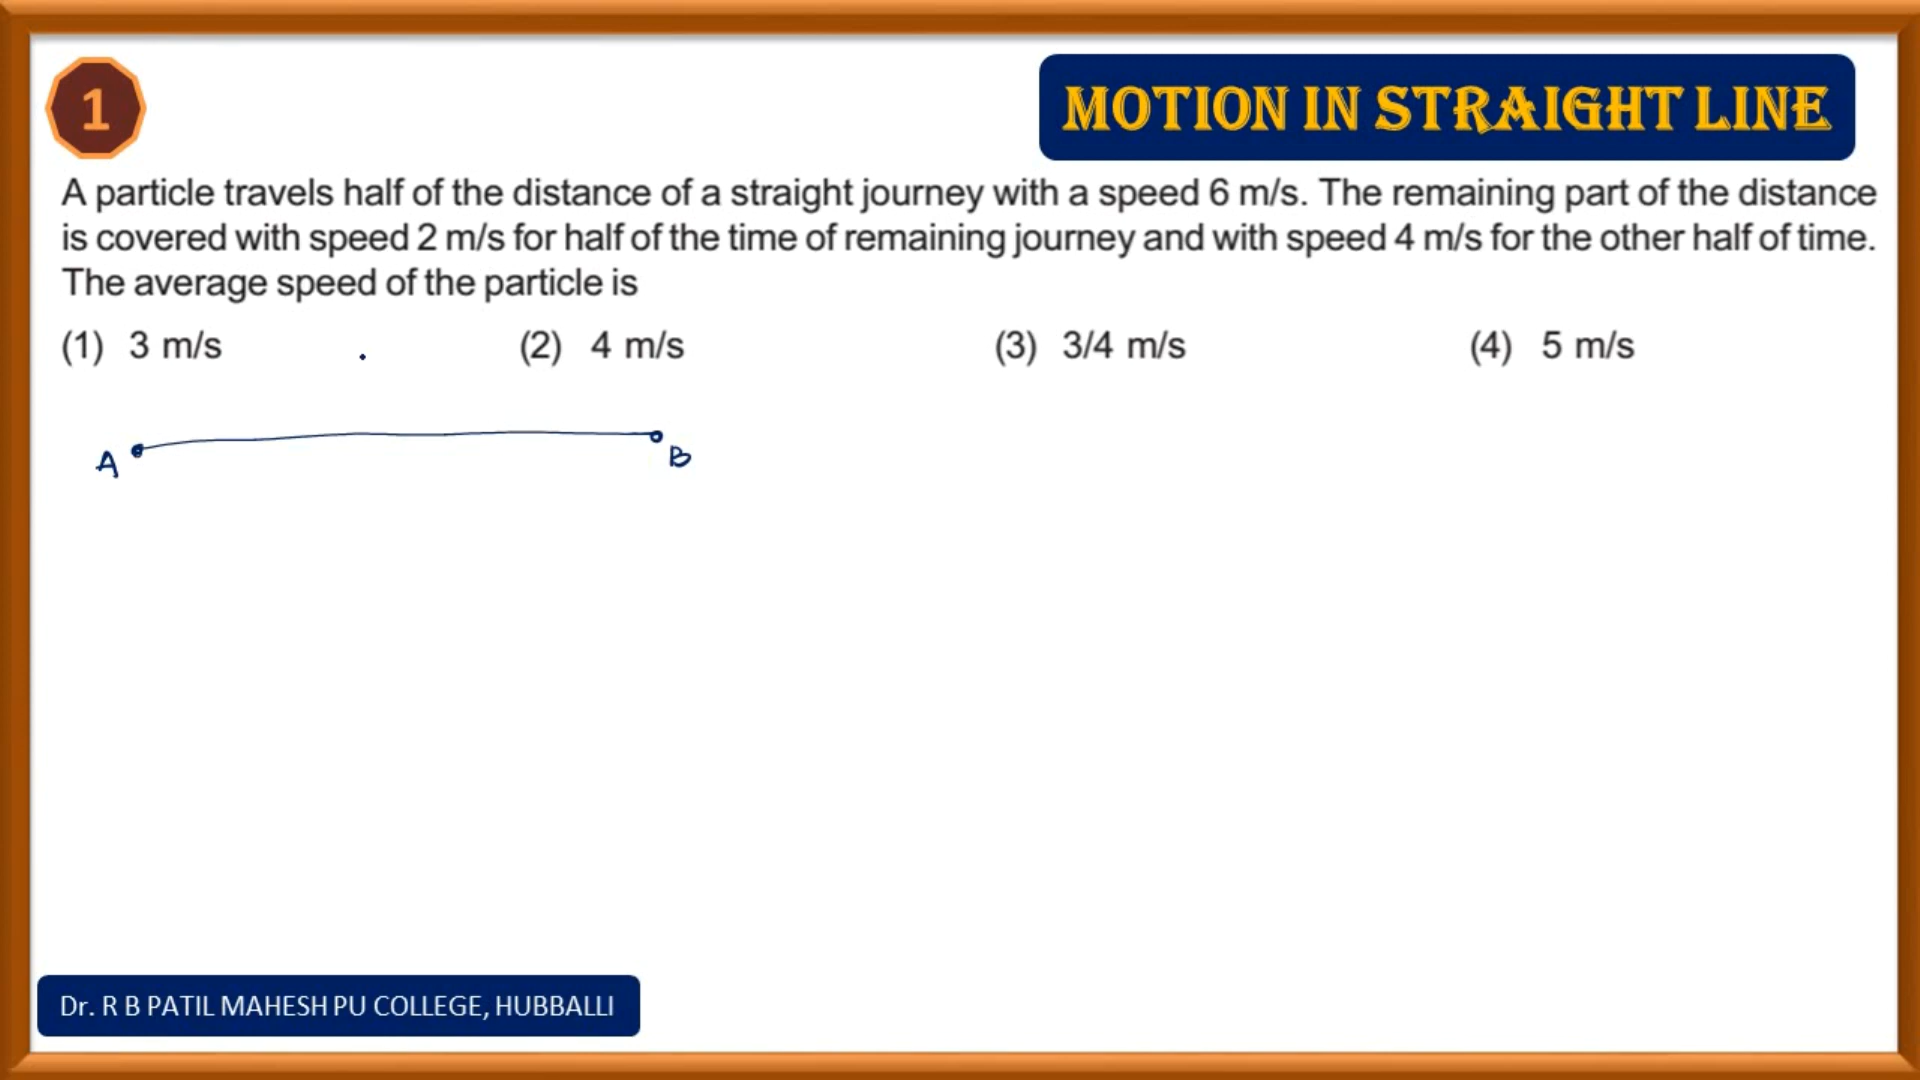 1
MOTION IN STRAIGHT LINE
A particle travels half of the distance of a straight journey with a speed 6 m/s. The remaining part of the distance
is covered with speed 2 m/s for half of the time of remaining journey and with speed 4 m/s for the other half of time.
The average speed of the particle is
(1) 3 m/s (2) 4 m/s (3) 3/4 m/s (4) 5 m/s
A B
Dr. R B PATIL MAHESH PU COLLEGE, HUBBALLI